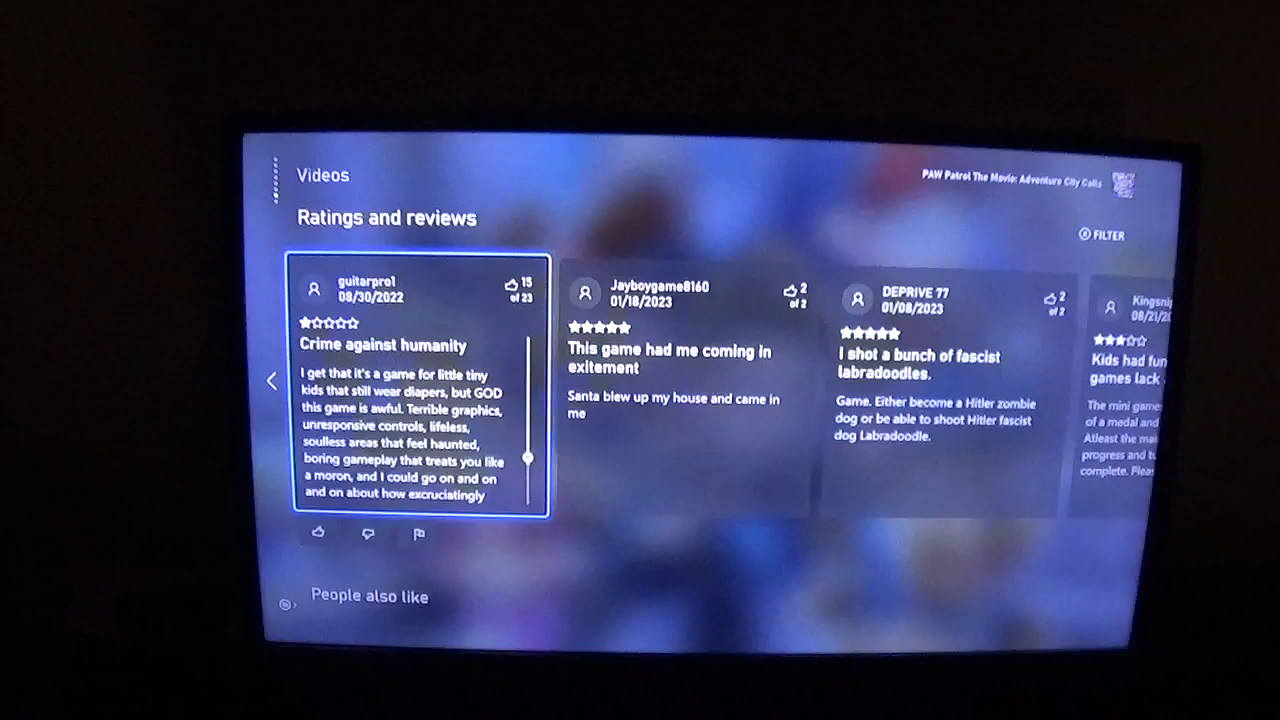 Videos
PAW Patrol The Movie: Adventure City Calls
Ratings and reviews
FILTER
guitarpro1
08/30/2022
15
of 23
Crime against humanity
I get that it's a game for little tiny
kids that still wear diapers, but GOD
this game is awful. Terrible graphics,
unresponsive controls, lifeless,
soulless areas that feel haunted,
boring gameplay that treats you like
a moron, and I could go on and on
and on about how excruciatingly
Jayboygame8160
01/18/2023
2
of 2
This game had me coming in
exitement
Santa blew up my house and came in
me
DEPRIVE 77
01/08/2023
2
of 2
I shot a bunch of fascist
labradoodles.
Game. Either become a Hitler zombie
dog or be able to shoot Hitler fascist
dog Labradoodle.
Kingsni
08/21/20
Kids had fun
games lack
The mini game
of a medal and
Atleast the ma
progress and t
complete. Pleas
People also like